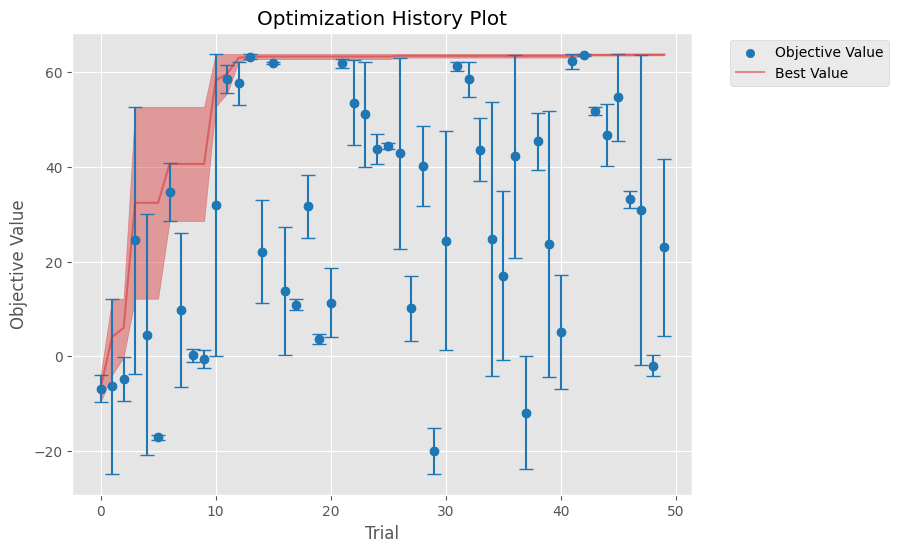 Optimization History Plot
Objective Value
Best Value
Objective Value
60
40
20
0
−20
0 10 20 30 40 50
Trial